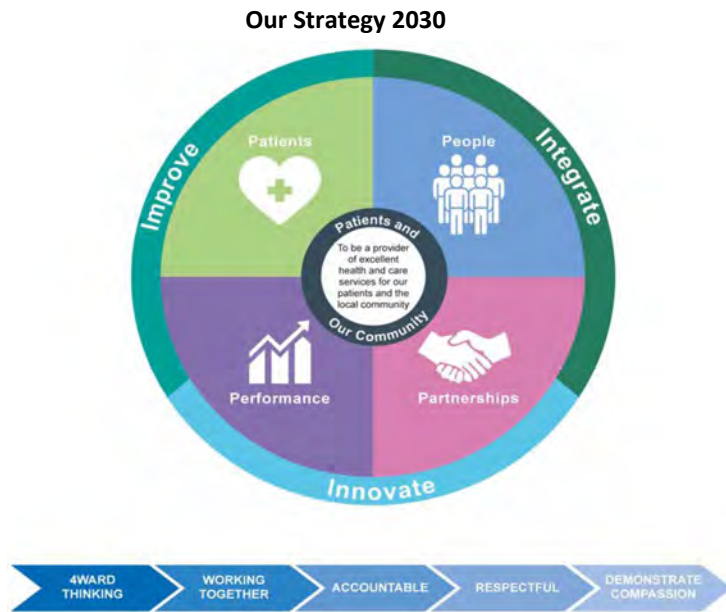 Our Strategy 2030
Improve
Integrate
Patients
People
Patients and
To be a provider
of excellent
health and care
services for our
patients and the
local community
Our Community
Performance
Partnerships
Innovate
4WARD
THINKING
WORKING
TOGETHER
ACCOUNTABLE
RESPECTFUL
DEMONSTRATE
COMPASSION